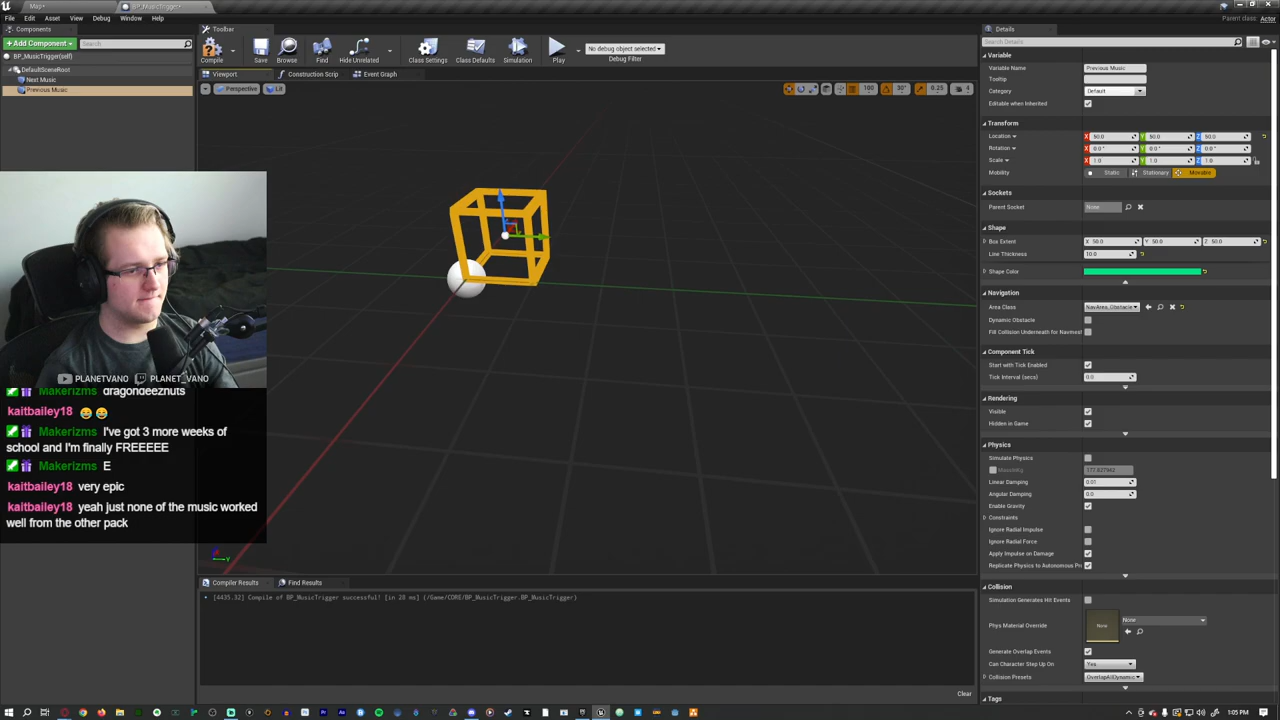 Map*
BP_MusicTrigger*
File
Edit
Asset
View
Debug
Window
Help
Parent class: Actor
Components
+ Add Component
Search
BP_MusicTrigger(self)
DefaultSceneRoot
Next Music
Previous Music
Toolbar
Compile
Save
Browse
Find
Hide Unrelated
Class Settings
Class Defaults
Simulation
Play
No debug object selected
Debug Filter
Viewport
Construction Scrip
Event Graph
Perspective
Lit
100
30°
0.25
4
PLANETVANO
PLANET_VANO
Makerizms: dragondeeznuts
kaitbailey18: 😂 😂
Makerizms: I've got 3 more weeks of
school and I'm finally FREEEEE
Makerizms: E
kaitbailey18: very epic
kaitbailey18: yeah just none of the music worked
well from the other pack
Compiler Results
Find Results
[4435.32] Compile of BP_MusicTrigger successful! [in 28 ms] (/Game/CORE/BP_MusicTrigger.BP_MusicTrigger)
Clear
Details
Search Details
Variable
Variable Name
Previous Music
Tooltip
Category
Default
Editable when Inherited
Transform
Location
X 50.0 Y 50.0 Z 50.0
Rotation
X 0.0° Y 0.0° Z 0.0°
Scale
X 1.0 Y 1.0 Z 1.0
Mobility
Static
Stationary
Movable
Sockets
Parent Socket
None
Shape
Box Extent
X 50.0 Y 50.0 Z 50.0
Line Thickness
10.0
Shape Color
Navigation
Area Class
NavArea_Obstacle
Dynamic Obstacle
Fill Collision Underneath for Navmesh
Component Tick
Start with Tick Enabled
Tick Interval (secs)
0.0
Rendering
Visible
Hidden in Game
Physics
Simulate Physics
MassInKg
Linear Damping
0.01
Angular Damping
0.0
Enable Gravity
Constraints
Ignore Radial Impulse
Ignore Radial Force
Apply Impulse on Damage
Replicate Physics to Autonomous Pr
Collision
Simulation Generates Hit Events
Phys Material Override
None
None
Generate Overlap Events
Can Character Step Up On
Yes
Collision Presets
OverlapAllDynamic
Tags
1:05 PM